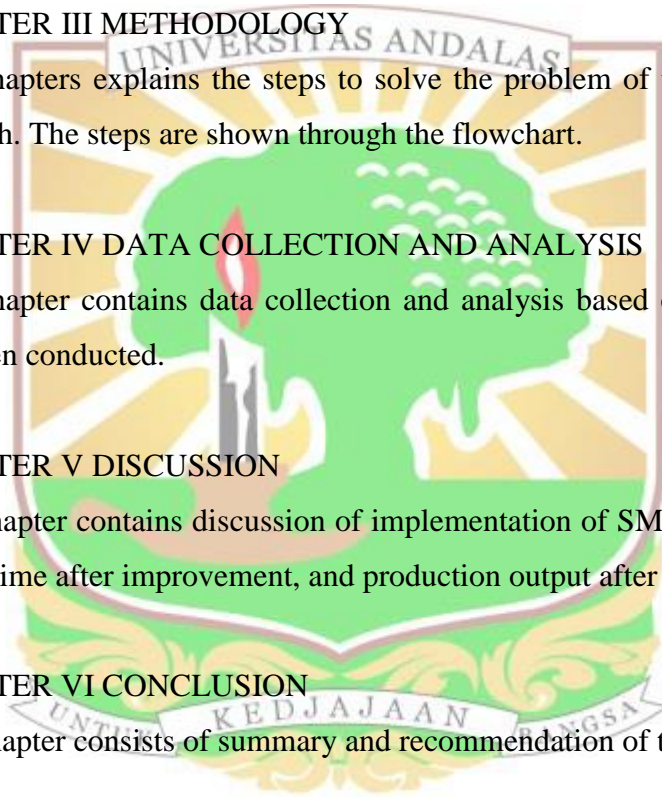 TER III METHODOLOGY
UNIVERSITAS ANDALAS
hapters explains the steps to solve the problem of
h. The steps are shown through the flowchart.
TER IV DATA COLLECTION AND ANALYSIS
hapter contains data collection and analysis based
en conducted.
TER V DISCUSSION
hapter contains discussion of implementation of SM
ime after improvement, and production output after
TER VI CONCLUSION
UNTUK KEDJAJAAN BANGSA
hapter consists of summary and recommendation of